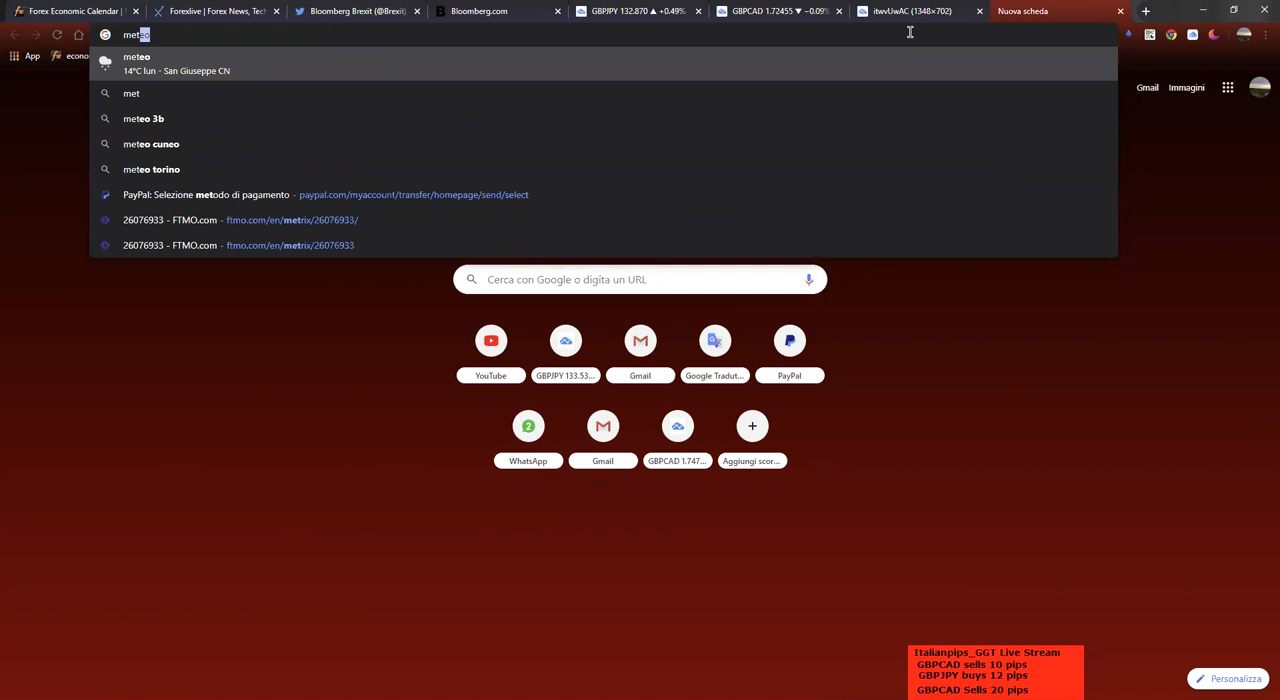 Forex Economic Calendar |
Forexlive | Forex News, Tech
Bloomberg Brexit (@Brexit)
Bloomberg.com
GBPJPY 132.870 ▲ +0.49%
GBPCAD 1.72455 ▼ −0.09%
itwvUwAC (1348×702)
Nuova scheda
meteo
App
econo
meteo
14°C lun - San Giuseppe CN
met
meteo 3b
meteo cuneo
meteo torino
PayPal: Selezione metodo di pagamento - paypal.com/myaccount/transfer/homepage/send/select
26076933 - FTMO.com - ftmo.com/en/metrix/26076933/
26076933 - FTMO.com - ftmo.com/en/metrix/26076933
Gmail Immagini
Cerca con Google o digita un URL
YouTube
GBPJPY 133.53...
Gmail
Google Tradut...
PayPal
2
WhatsApp
Gmail
GBPCAD 1.747...
Aggiungi scor...
Italianpips_GGT Live Stream
GBPCAD sells 10 pips
GBPJPY buys 12 pips
GBPCAD Sells 20 pips
Personalizza